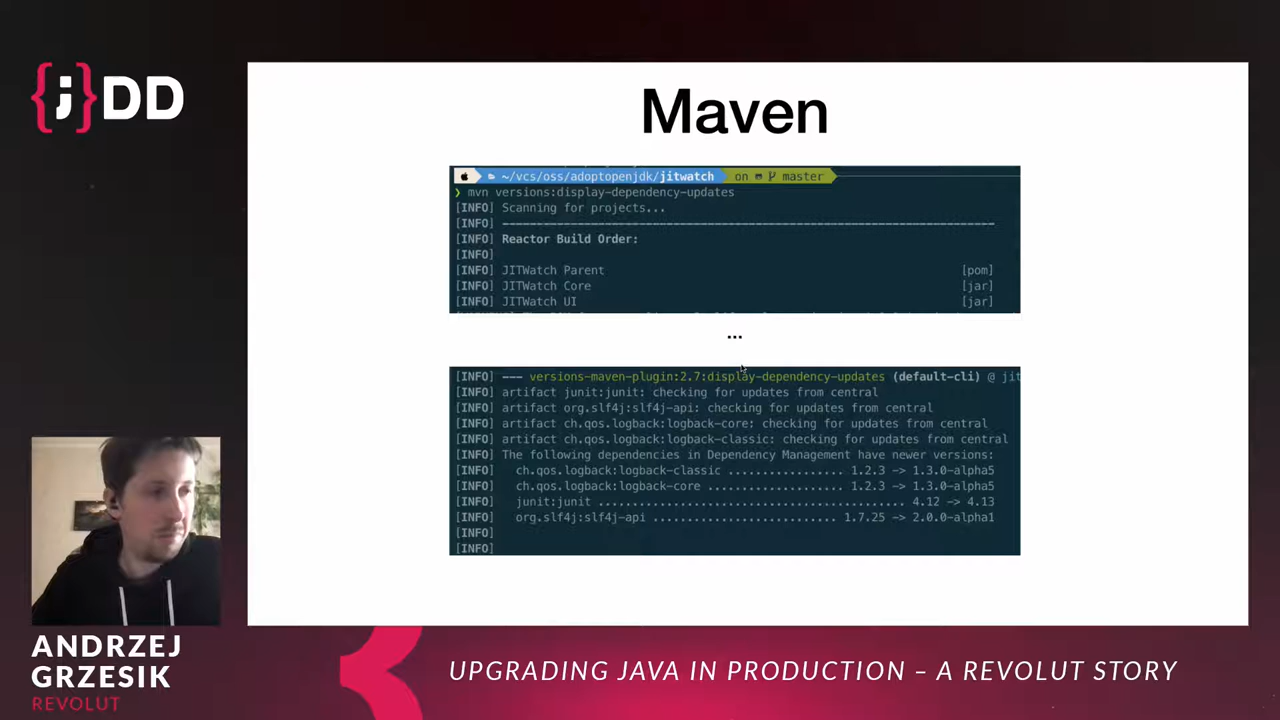 {;}DD
Maven
~/vcs/oss/adoptopenjdk/jitwatch on master
❯ mvn versions:display-dependency-updates
[INFO] Scanning for projects...
[INFO] ------------------------------------------------------------------------
[INFO] Reactor Build Order:
[INFO]
[INFO] JITWatch Parent [pom]
[INFO] JITWatch Core [jar]
[INFO] JITWatch UI [jar]
...
[INFO] --- versions-maven-plugin:2.7:display-dependency-updates (default-cli) @ jit
[INFO] artifact junit:junit: checking for updates from central
[INFO] artifact org.slf4j:slf4j-api: checking for updates from central
[INFO] artifact ch.qos.logback:logback-core: checking for updates from central
[INFO] artifact ch.qos.logback:logback-classic: checking for updates from central
[INFO] The following dependencies in Dependency Management have newer versions:
[INFO]   ch.qos.logback:logback-classic ................. 1.2.3 -> 1.3.0-alpha5
[INFO]   ch.qos.logback:logback-core .................... 1.2.3 -> 1.3.0-alpha5
[INFO]   junit:junit ............................................. 4.12 -> 4.13
[INFO]   org.slf4j:slf4j-api ........................... 1.7.25 -> 2.0.0-alpha1
[INFO]
[INFO]
ANDRZEJ
GRZESIK
REVOLUT
UPGRADING JAVA IN PRODUCTION – A REVOLUT STORY